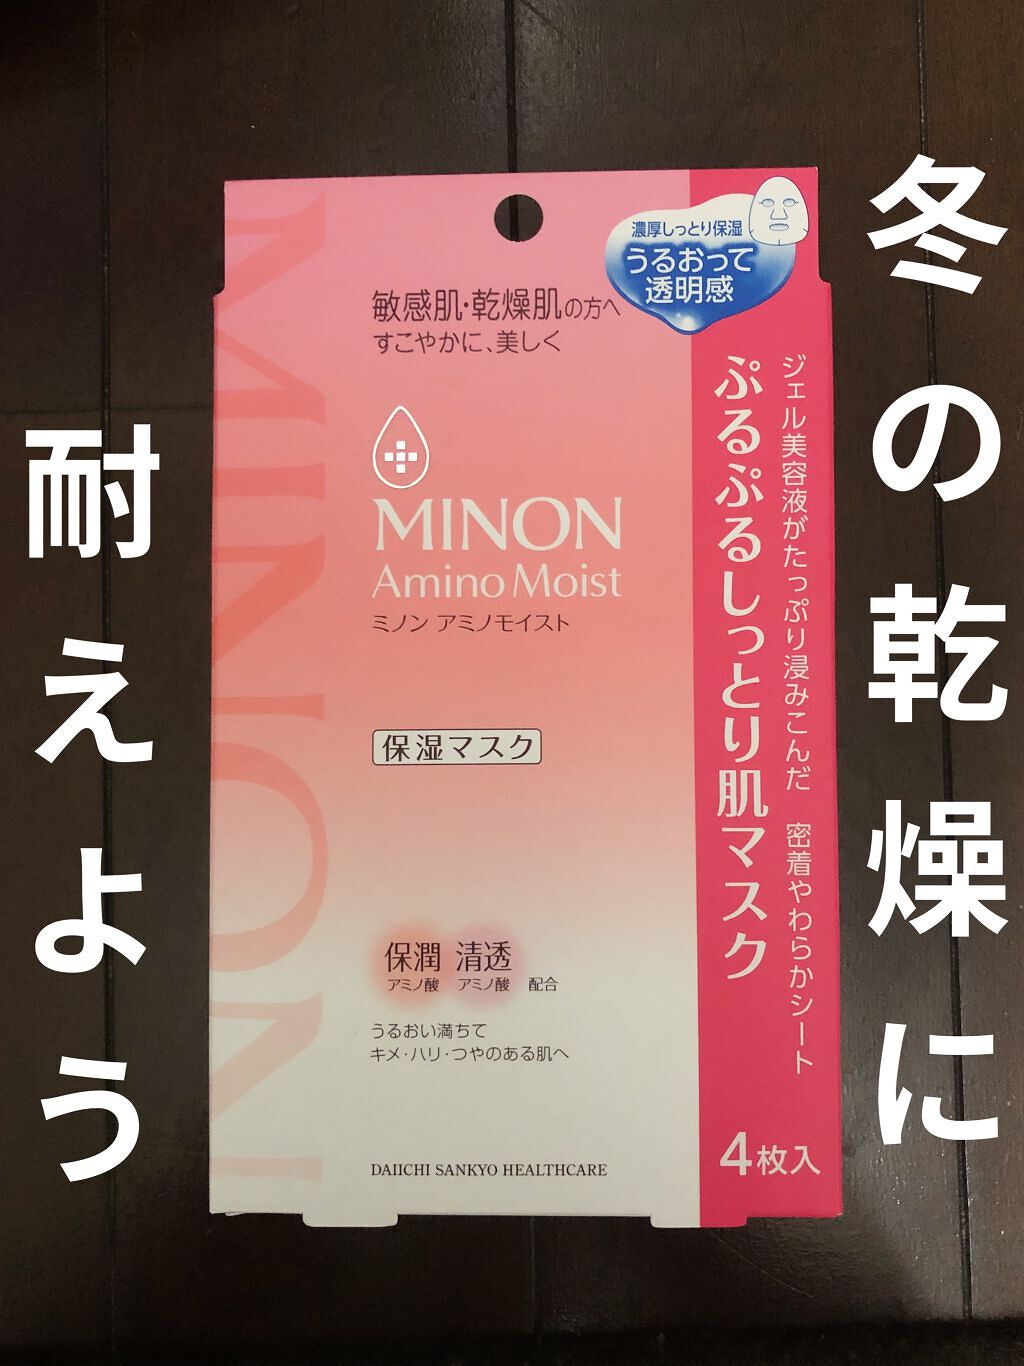 冬の乾燥に
耐えよう
濃厚しっとり保湿
うるおって
透明感
敏感肌・乾燥肌の方へ
すこやかに、美しく
MINON
Amino Moist
ミノン アミノモイスト
保湿マスク
保潤 清透
アミノ酸 アミノ酸 配合
うるおい満ちて
キメ・ハリ・つやのある肌へ
DAIICHI SANKYO HEALTHCARE
ジェル美容液がたっぷり浸みこんだ 密着やわらかシート
ぷるぷるしっとり肌マスク
4枚入
MINON